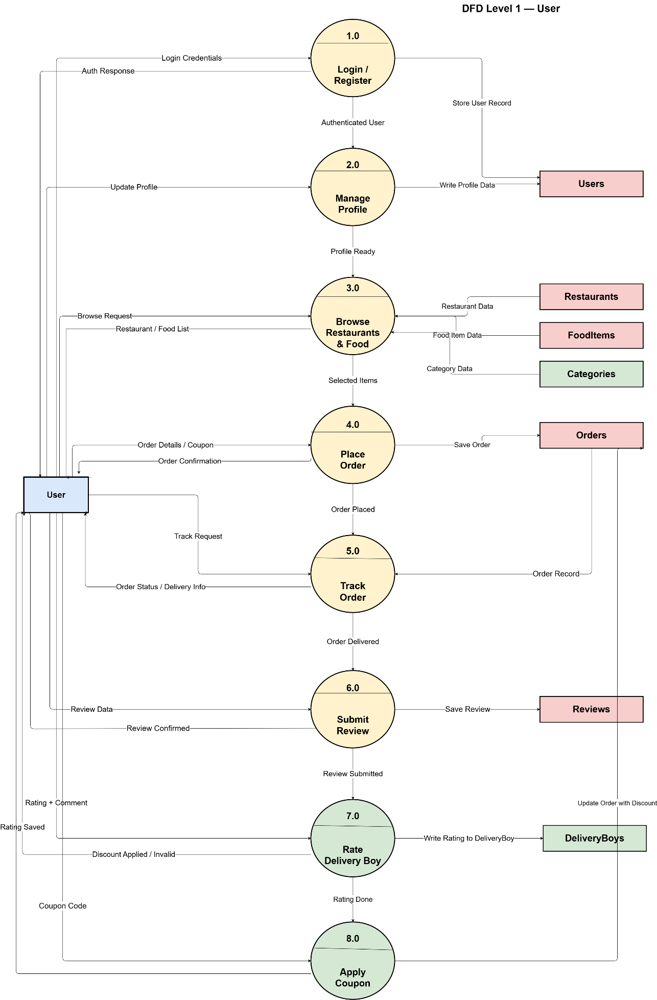 DFD Level 1 — User
1.0
Login Credentials
Auth Response
Login /
Register
Store User Record
Authenticated User
2.0
Users
Write Profile Data
Update Profile
Manage
Profile
Profile Ready
3.0
Restaurants
Restaurant Data
Browse Request
Browse
Restaurants
& Food
Restaurant / Food List
Food Item Data
FoodItems
Category Data
Categories
Selected Items
4.0
Orders
Order Details / Coupon
Save Order
Place
Order
Order Confirmation
User
Order Placed
Track Request
5.0
Order Record
Track
Order
Order Status / Delivery Info
Order Delivered
6.0
Review Data
Save Review
Reviews
Submit
Review
Review Confirmed
Review Submitted
Rating + Comment
Update Order with Discount
7.0
Rating Saved
Write Rating to DeliveryBoy
DeliveryBoys
Rate
Delivery Boy
Discount Applied / Invalid
Rating Done
Coupon Code
8.0
Apply
Coupon